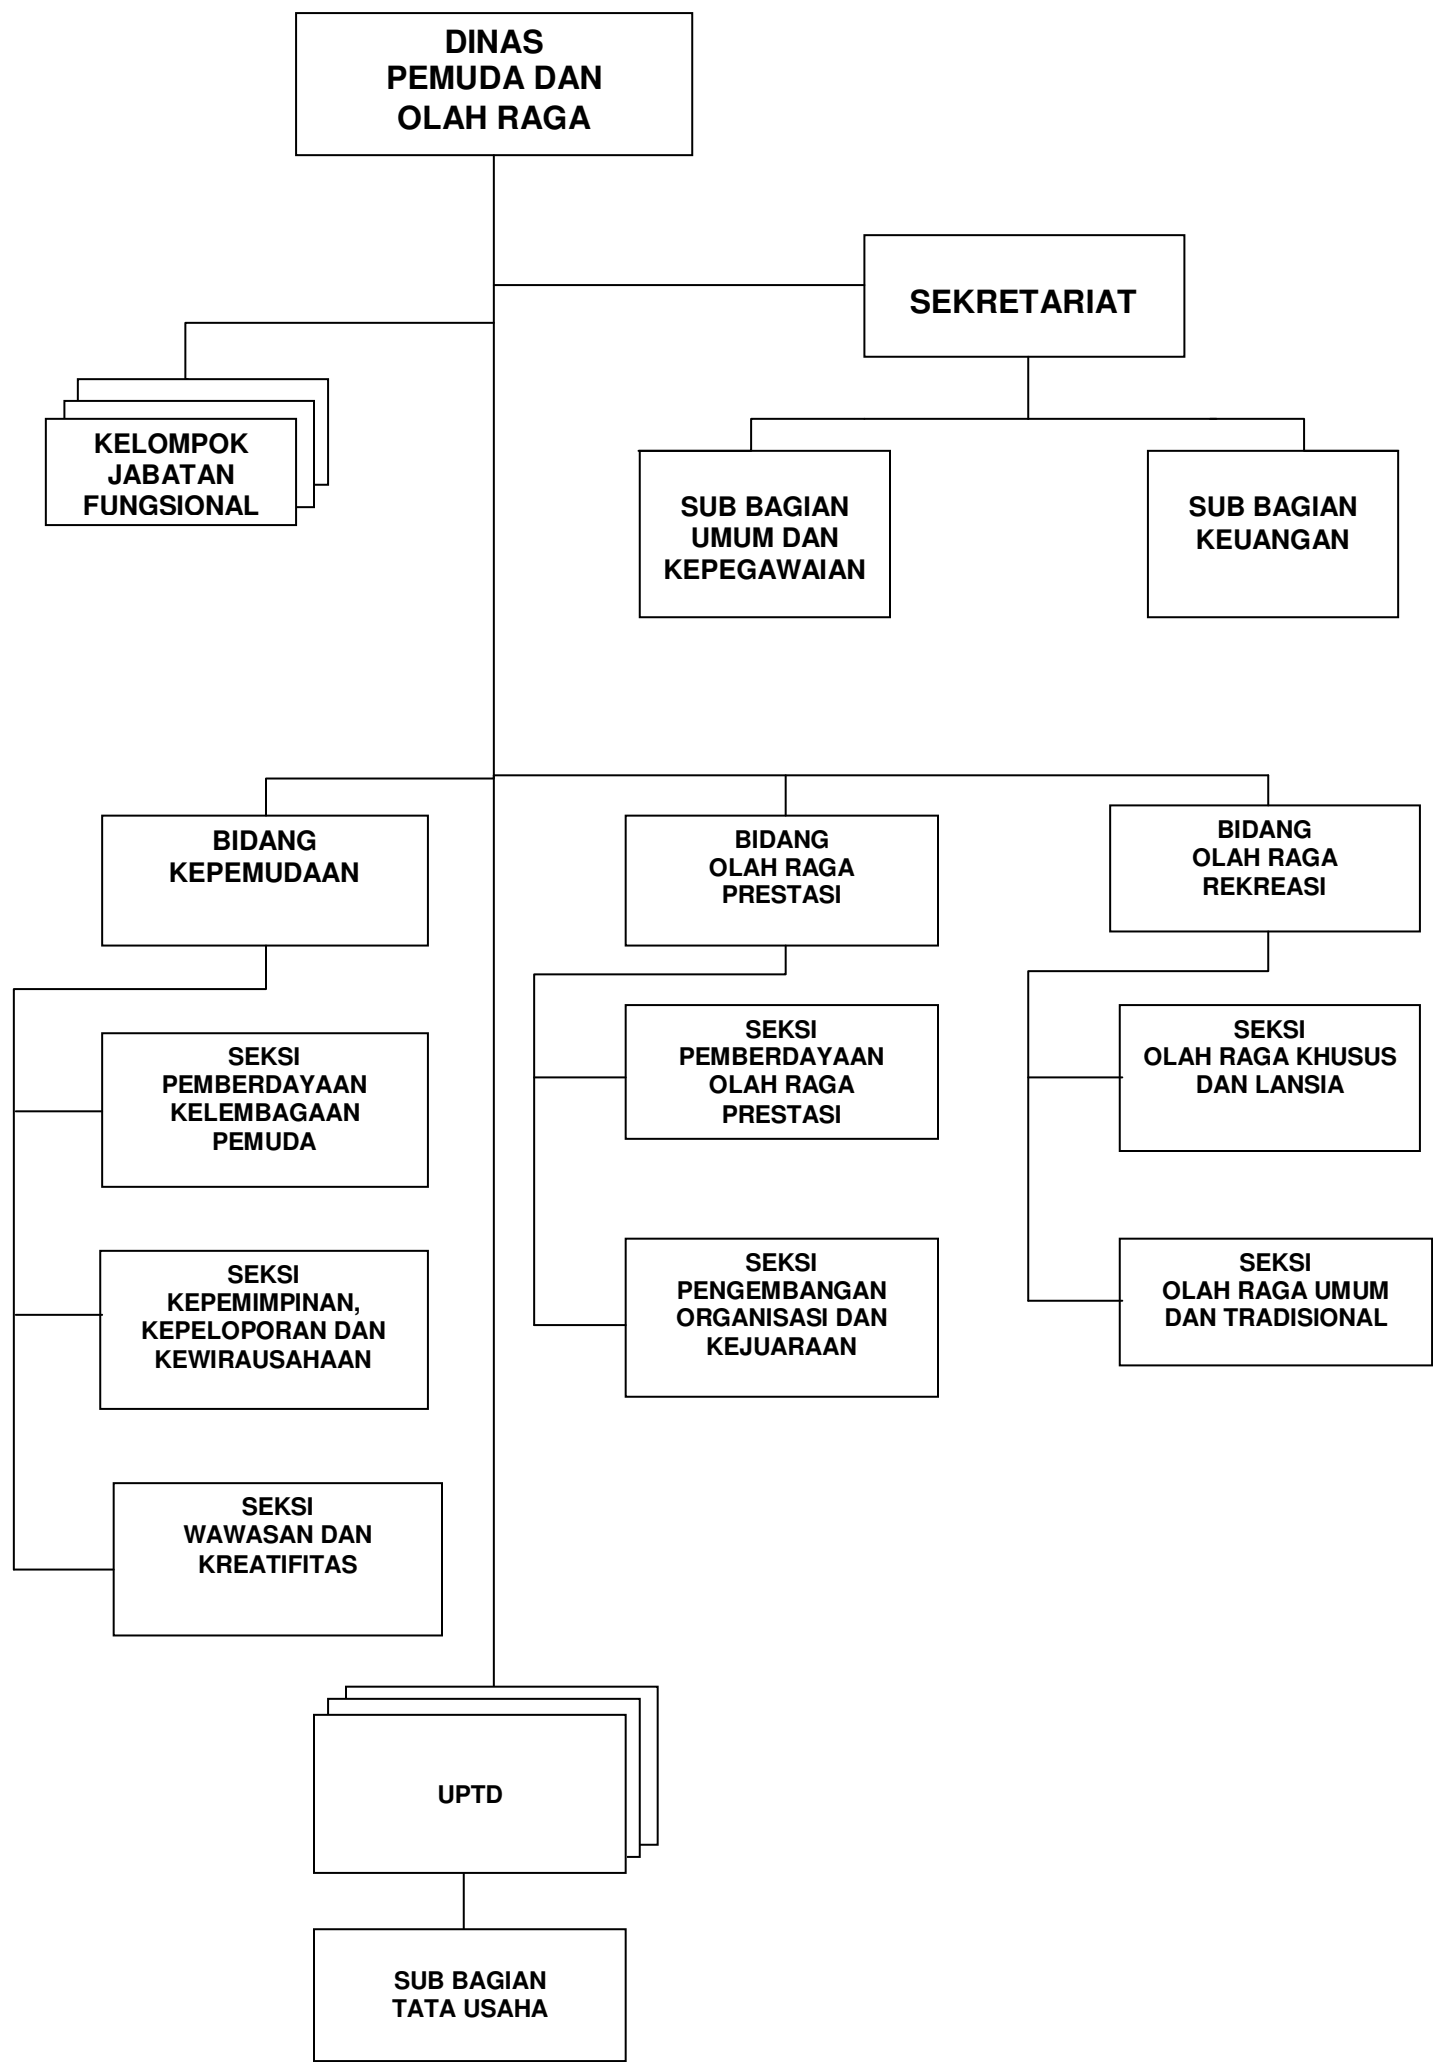 DINAS
PEMUDA DAN
OLAH RAGA
SEKRETARIAT
KELOMPOK
JABATAN
FUNGSIONAL
SUB BAGIAN
UMUM DAN
KEPEGAWAIAN
SUB BAGIAN
KEUANGAN
BIDANG
KEPEMUDAAN
BIDANG
OLAH RAGA
PRESTASI
BIDANG
OLAH RAGA
REKREASI
SEKSI
PEMBERDAYAAN
KELEMBAGAAN
PEMUDA
SEKSI
PEMBERDAYAAN
OLAH RAGA
PRESTASI
SEKSI
OLAH RAGA KHUSUS
DAN LANSIA
SEKSI
KEPEMIMPINAN,
KEPELOPORAN DAN
KEWIRAUSAHAAN
SEKSI
PENGEMBANGAN
ORGANISASI DAN
KEJUARAAN
SEKSI
OLAH RAGA UMUM
DAN TRADISIONAL
SEKSI
WAWASAN DAN
KREATIFITAS
UPTD
SUB BAGIAN
TATA USAHA